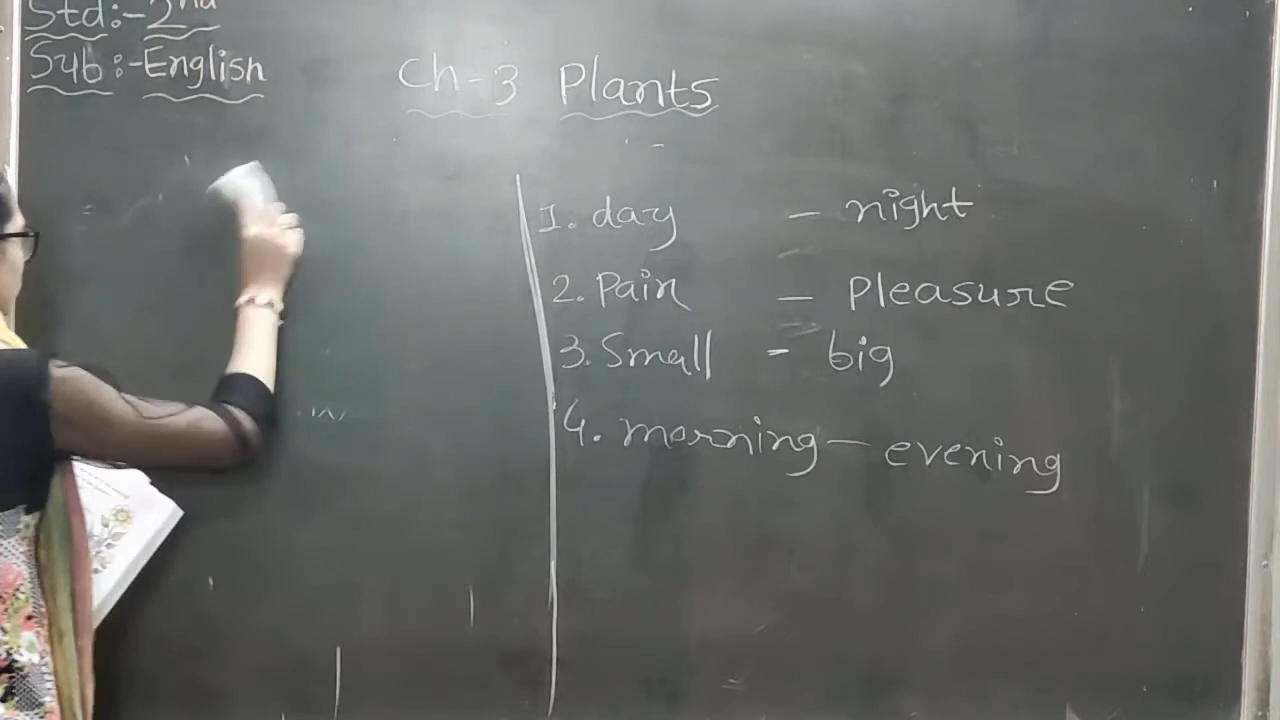 Std:- 2nd
Sub:- English
Ch-3 Plants
1. day - night
2. Pain - Pleasure
3. Small - big
4. morning - evening